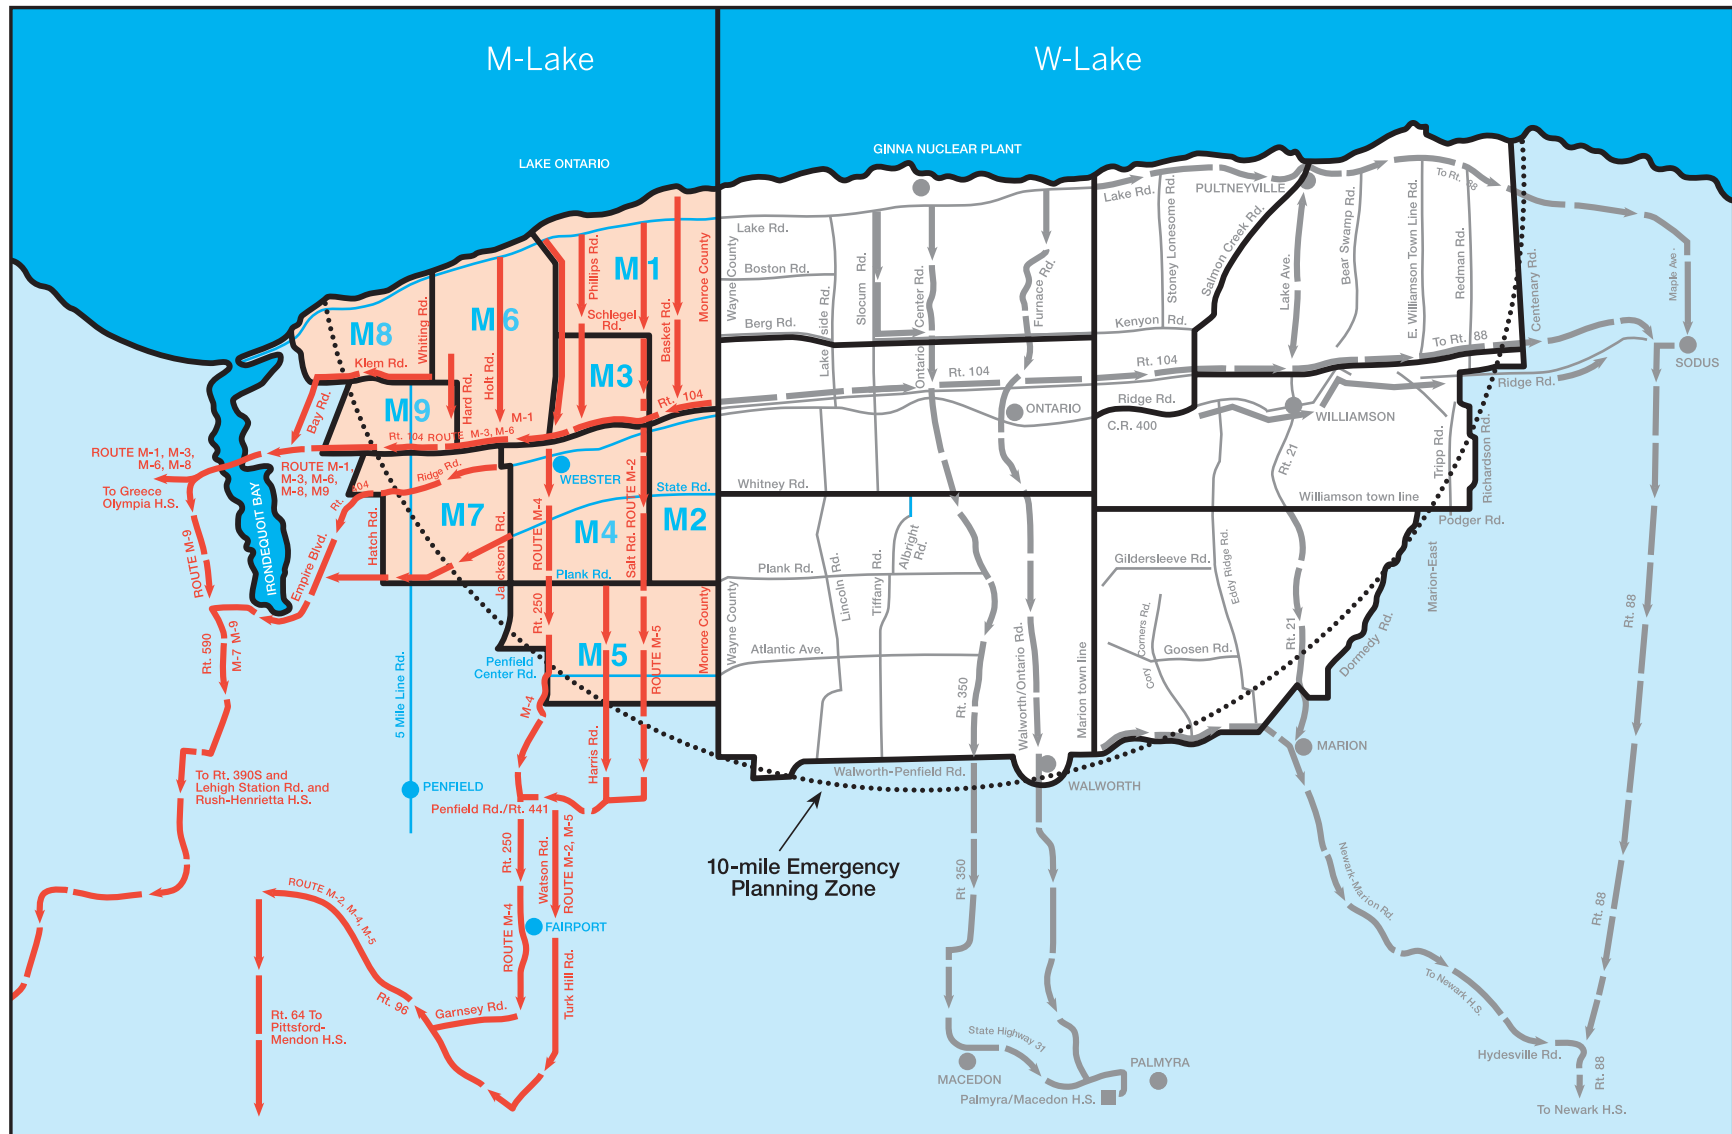 M-Lake
W-Lake
LAKE ONTARIO
GINNA NUCLEAR PLANT
M1
M6
M8
M3
M9
M7
M4
M2
M5
Phillips Rd.
Schlegel
Rd.
Basket Rd.
Monroe County
Whiting Rd.
Klem Rd.
Holt Rd.
Hard Rd.
Bay Rd.
Rt. 104
M-1
Rt. 104 ROUTE M-3, M-6
ROUTE M-1, M-3,
M-6, M-8
To Greece
Olympia H.S.
ROUTE M-1,
M-3, M-6,
M-8, M9
IRONDEQUOIT BAY
Rt. 404
Ridge Rd.
WEBSTER
State Rd.
Hatch Rd.
Jackson Rd.
ROUTE M-4
Salt Rd. ROUTE M-2
Empire Blvd.
ROUTE M-9
Plank Rd.
Rt. 250
Rt. 590
M-7 M-9
Penfield
Center Rd.
ROUTE M-5
Monroe County
5 Mile Line Rd.
M-4
Harris Rd.
To Rt. 390S and
Lehigh Station Rd. and
Rush-Henrietta H.S.
PENFIELD
Penfield Rd./Rt. 441
Rt. 250
Watson Rd.
ROUTE M-2, M-5
ROUTE M-2, M-4, M-5
ROUTE M-4
FAIRPORT
Turk Hill Rd.
Rt. 96
Garnsey Rd.
Rt. 64 To
Pittsford-
Mendon H.S.
10-mile Emergency
Planning Zone
Lake Rd.
Wayne County
Boston Rd.
Berg Rd.
Lake side Rd.
Slocum Rd.
Ontario Center Rd.
Furnace Rd.
Lake Rd.
Stoney Lonesome Rd.
PULTNEYVILLE
Salmon Creek Rd.
Lake Ave.
Bear Swamp Rd.
E. Williamson Town Line Rd.
Redman Rd.
To Rt. 88
Centenary Rd.
Maple Ave.
SODUS
Kenyon Rd.
To Rt. 88
Rt. 104
Rt. 104
Ridge Rd.
Ridge Rd.
ONTARIO
C.R. 400
WILLIAMSON
Rt. 21
Tripp Rd.
Richardson Rd.
Whitney Rd.
Williamson town line
Podger Rd.
Albright
Rd.
Plank Rd.
Lincoln Rd.
Tiffany Rd.
Wayne County
Atlantic Ave.
Gildersleeve Rd.
Eddy Ridge Rd.
Marion-East
Cory Corners Rd.
Goosen Rd.
Rt. 21
Dormedy Rd.
Rt. 88
Rt. 350
Walworth/Ontario Rd.
Marion town line
Walworth-Penfield Rd.
WALWORTH
MARION
Rt 350
Newark-Marion Rd.
Rt. 88
To Newark H.S.
State Highway 31
MACEDON
PALMYRA
Palmyra/Macedon H.S.
Hydesville Rd.
Rt. 88
To Newark H.S.